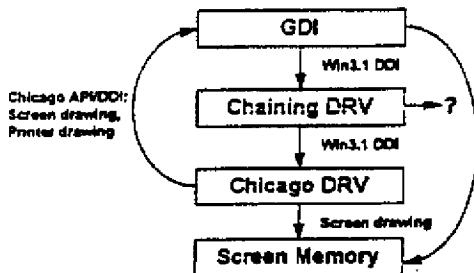 GDI
Win3.1 DDI
Chicago API/DDI:
Screen drawing,
Printer drawing
Chaining DRV
?
Win3.1 DDI
Chicago DRV
Screen drawing
Screen Memory